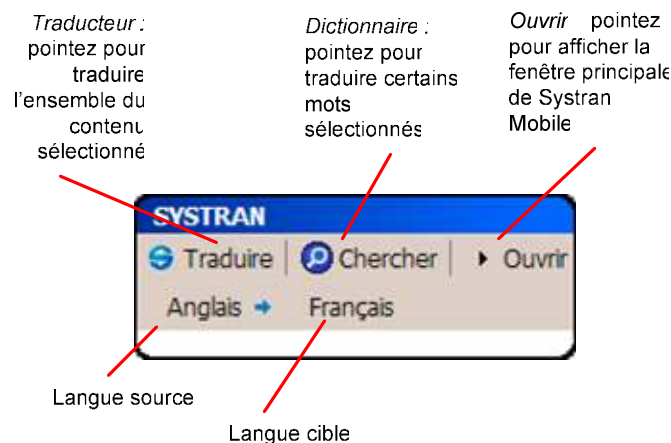 Traducteur :
pointez pour
traduire
l'ensemble du
contenu
sélectionné
Dictionnaire :
pointez pour
traduire certains
mots
sélectionnés
Ouvrir pointez
pour afficher la
fenêtre principale
de Systran
Mobile
SYSTRAN
Traduire Chercher Ouvrir
Anglais Français
Langue source
Langue cible